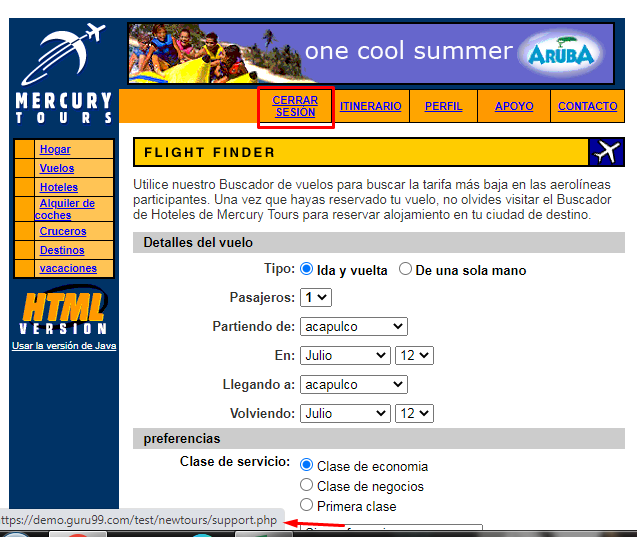 one cool summer ARUBA
MERCURY
TOURS
CERRAR
SESIÓN
ITINERARIO
PERFIL
APOYO
CONTACTO
Hogar
Vuelos
Hoteles
Alquiler de
coches
Cruceros
Destinos
vacaciones
HTML
VERSION
Usar la versión de Java
FLIGHT FINDER
Utilice nuestro Buscador de vuelos para buscar la tarifa más baja en las aerolíneas
participantes. Una vez que hayas reservado tu vuelo, no olvides visitar el Buscador
de Hoteles de Mercury Tours para reservar alojamiento en tu ciudad de destino.
Detalles del vuelo
Tipo: Ida y vuelta De una sola mano
Pasajeros: 1
Partiendo de: acapulco
En: Julio 12
Llegando a: acapulco
Volviendo: Julio 12
preferencias
Clase de servicio: Clase de economia
Clase de negocios
Primera clase
ttps://demo.guru99.com/test/newtours/support.php